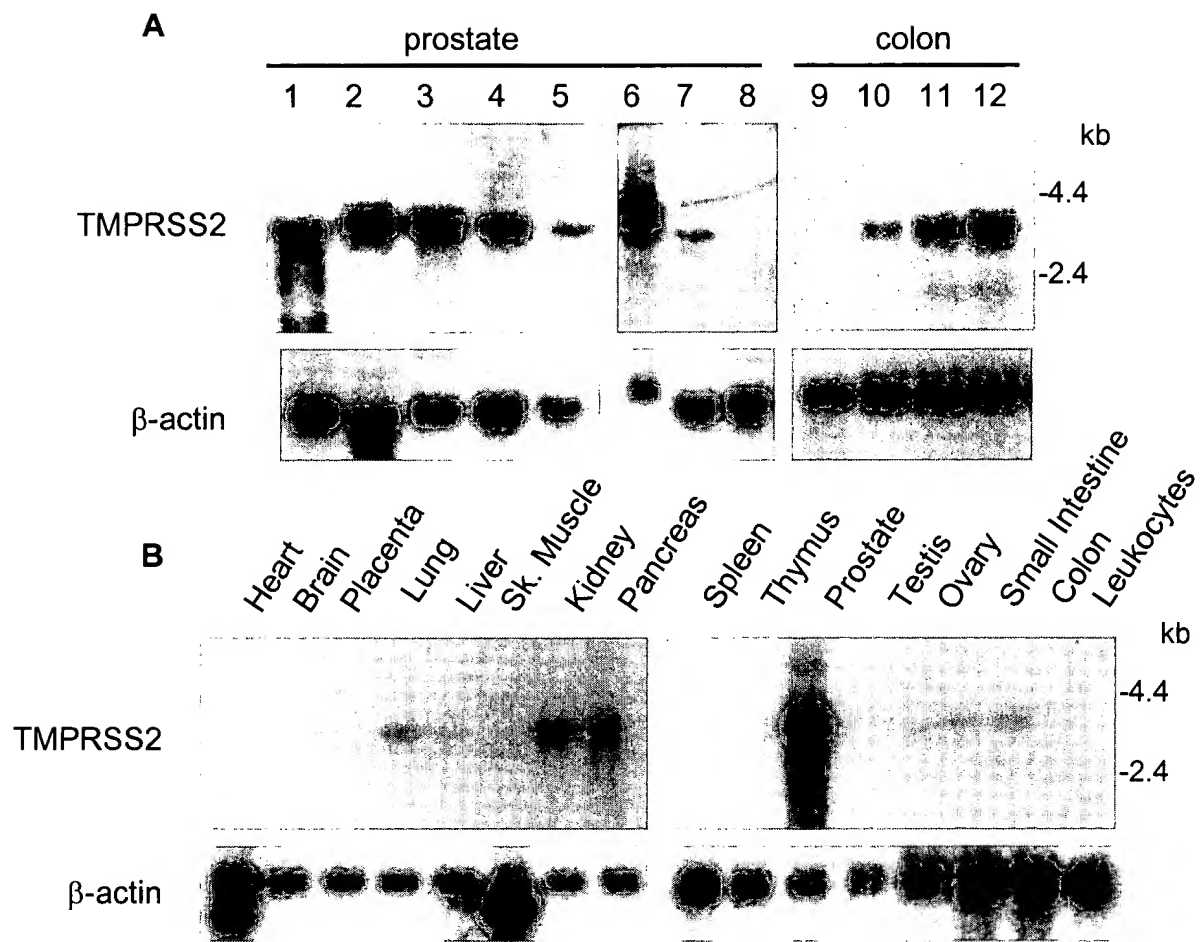 A
prostate colon
1 2 3 4 5 6 7 8 9 10 11 12
kb
TMPRSS2
-4.4
-2.4
β-actin
B
Heart Brain Placenta Lung Liver Sk. Muscle Kidney Pancreas Spleen Thymus Prostate Testis Ovary Small Intestine Colon Leukocytes
kb
TMPRSS2
-4.4
-2.4
β-actin